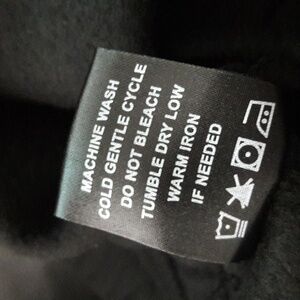 MACHINE WASH
COLD GENTLE CYCLE
DO NOT BLEACH
TUMBLE DRY LOW
WARM IRON
IF NEEDED